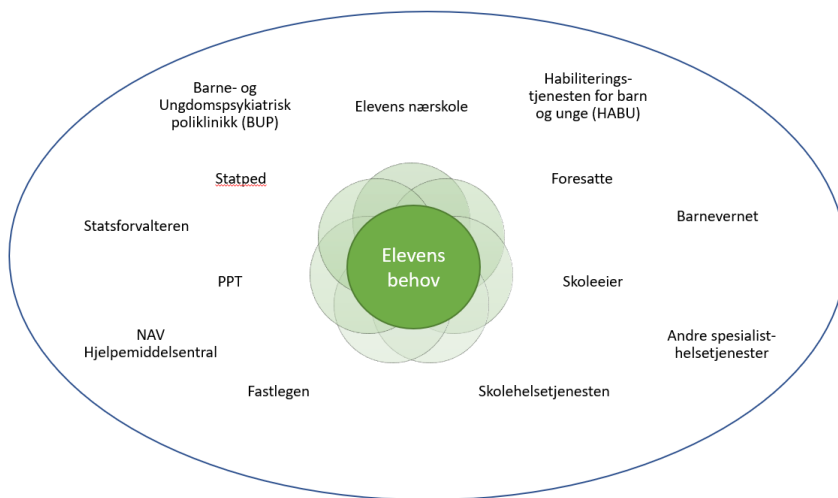 Barne- og
Ungdomspsykiatrisk
poliklinikk (BUP)
Elevens nærskole
Habiliterings-
tjenesten for barn
og unge (HABU)
Statped
Foresatte
Statsforvalteren
Barnevernet
Elevens
behov
PPT
Skoleeier
NAV
Hjelpemiddelsentral
Andre spesialist-
helsetjenester
Fastlegen
Skolehelsetjenesten